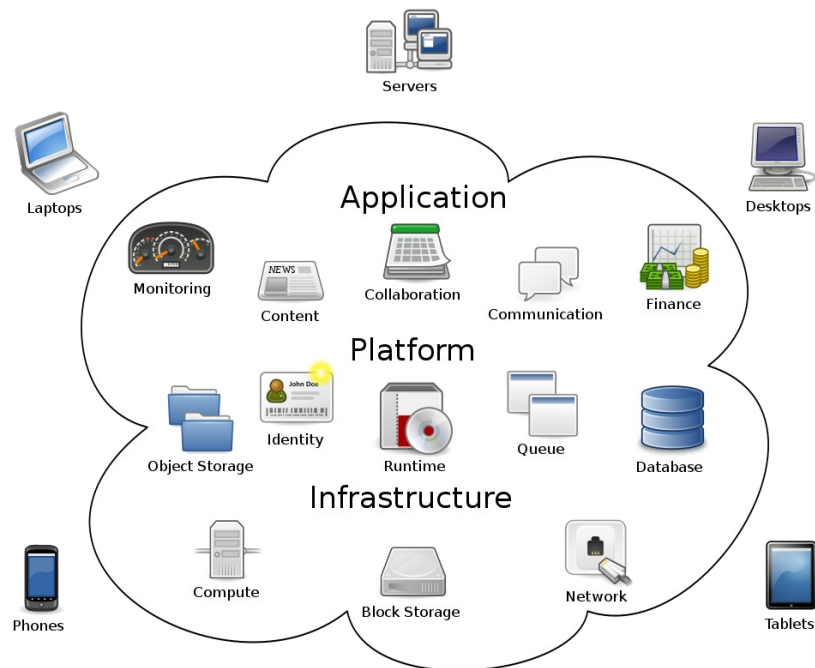 Servers
Laptops
Desktops
Application
Monitoring
NEWS
Content
Collaboration
Communication
Finance
Platform
Object Storage
John Doe
Identity
Runtime
Queue
Database
Infrastructure
Compute
Block Storage
Network
Phones
Tablets